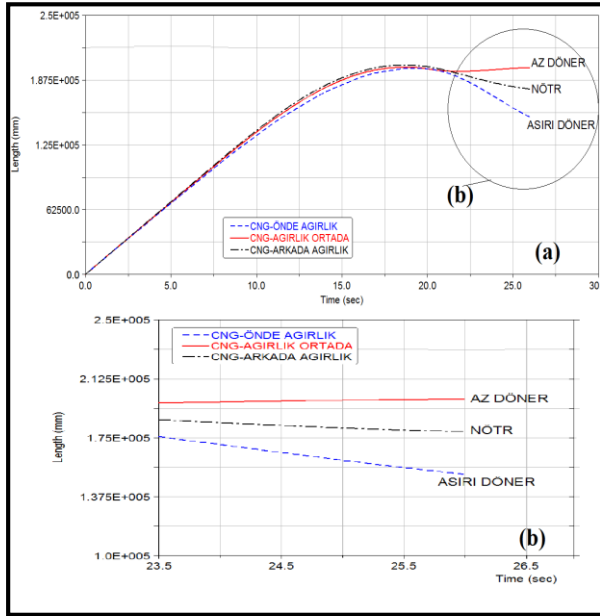 2.5E+005
1.875E+005
1.25E+005
62500.0
0.0
Length (mm)
AZ DÖNER
NÖTR
ASIRI DÖNER
(b)
CNG-ÖNDE AGIRLIK
CNG-AGIRLIK ORTADA
CNG-ARKADA AGIRLIK
(a)
0.0 5.0 10.0 15.0 20.0 25.0 30.0
Time (sec)
2.5E+005
2.125E+005
1.75E+005
1.375E+005
1.0E+005
Length (mm)
CNG-ÖNDE AGIRLIK
CNG-AGIRLIK ORTADA
CNG-ARKADA AGIRLIK
AZ DÖNER
NÖTR
ASIRI DÖNER
(b)
23.5 24.5 25.5 26.5
Time (sec)